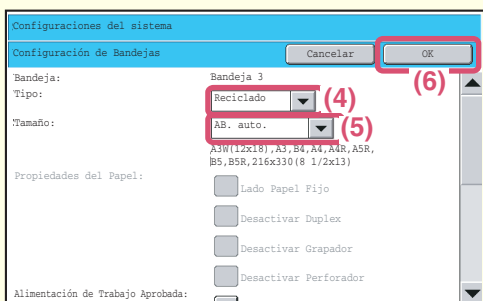 Configuraciones del sistema
Configuración de Bandejas
Cancelar
OK
(6)
Bandeja:
Bandeja 3
Tipo:
Reciclado
(4)
Tamaño:
AB. auto.
(5)
A3W(12x18),A3,B4,A4,A4R,A5R,
B5,B5R,216x330(8 1/2x13)
Propiedades del Papel:
Lado Papel Fijo
Desactivar Duplex
Desactivar Grapador
Desactivar Perforador
Alimentación de Trabajo Aprobada: